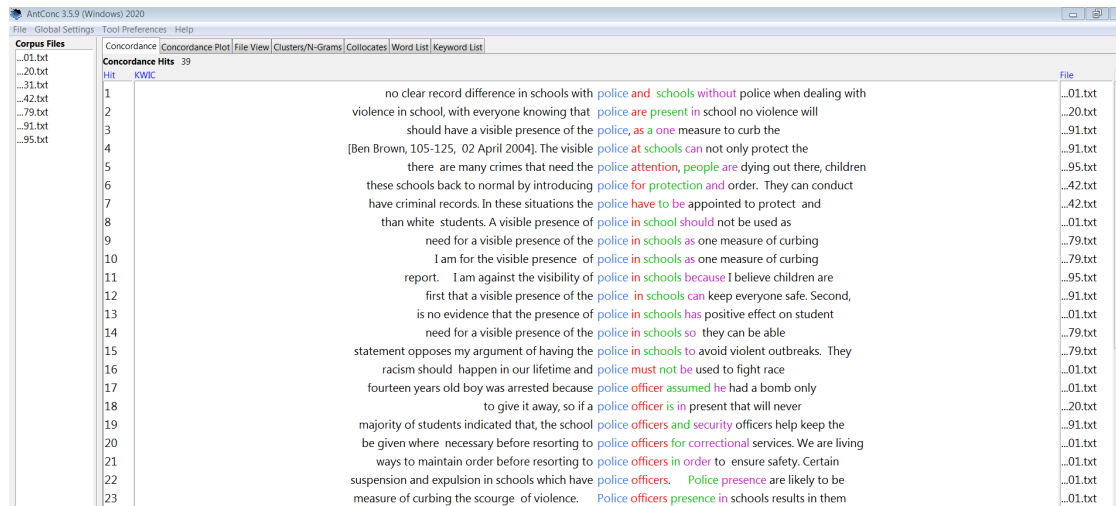 AntConc 3.5.9 (Windows) 2020
File Global Settings Tool Preferences Help
Corpus Files
...01.txt
...20.txt
...31.txt
...42.txt
...79.txt
...91.txt
...95.txt
Concordance Concordance Plot File View Clusters/N-Grams Collocates Word List Keyword List
Concordance Hits 39
Hit KWIC File
1 no clear record difference in schools with police and schools without police when dealing with ...01.txt
2 violence in school, with everyone knowing that police are present in school no violence will ...20.txt
3 should have a visible presence of the police, as a one measure to curb the ...91.txt
4 [Ben Brown, 105-125, 02 April 2004]. The visible police at schools can not only protect the ...91.txt
5 there are many crimes that need the police attention, people are dying out there, children ...95.txt
6 these schools back to normal by introducing police for protection and order. They can conduct ...42.txt
7 have criminal records. In these situations the police have to be appointed to protect and ...42.txt
8 than white students. A visible presence of police in school should not be used as ...01.txt
9 need for a visible presence of the police in schools as one measure of curbing ...79.txt
10 I am for the visible presence of police in schools as one measure of curbing ...79.txt
11 report. I am against the visibility of police in schools because I believe children are ...95.txt
12 first that a visible presence of the police in schools can keep everyone safe. Second, ...91.txt
13 is no evidence that the presence of police in schools has positive effect on student ...01.txt
14 need for a visible presence of the police in schools so they can be able ...79.txt
15 statement opposes my argument of having the police in schools to avoid violent outbreaks. They ...79.txt
16 racism should happen in our lifetime and police must not be used to fight race ...01.txt
17 fourteen years old boy was arrested because police officer assumed he had a bomb only ...01.txt
18 to give it away, so if a police officer is in present that will never ...20.txt
19 majority of students indicated that, the school police officers and security officers help keep the ...91.txt
20 be given where necessary before resorting to police officers for correctional services. We are living ...01.txt
21 ways to maintain order before resorting to police officers in order to ensure safety. Certain ...01.txt
22 suspension and expulsion in schools which have police officers. Police presence are likely to be ...01.txt
23 measure of curbing the scourge of violence. Police officers presence in schools results in them ...01.txt